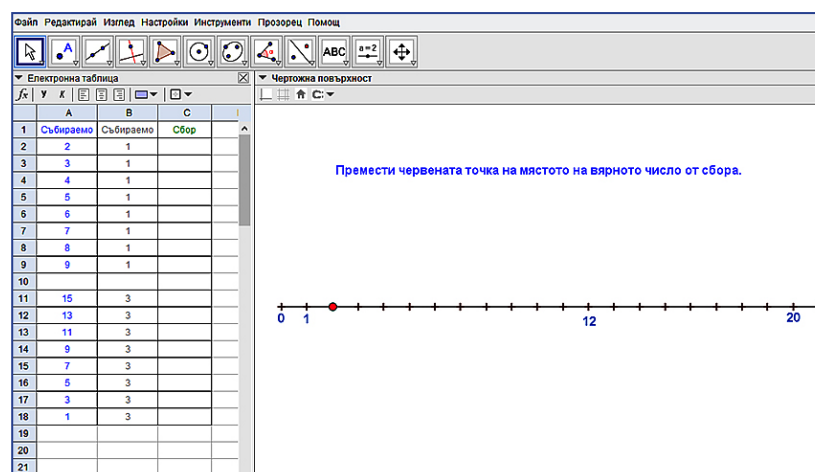 Файл Редактирай Изглед Настройки Инструменти Прозорец Помощ
A ABC a=2
Електронна таблица
Чертожна повърхност
fx Ч К
A B C
1 Събираемо Събираемо Сбор
2 2 1
3 3 1
4 4 1
5 5 1
6 6 1
7 7 1
8 8 1
9 9 1
10
11 15 3
12 13 3
13 11 3
14 9 3
15 7 3
16 5 3
17 3 3
18 1 3
19
20
21
Премести червената точка на мястото на вярното число от сбора.
0 1 12 20